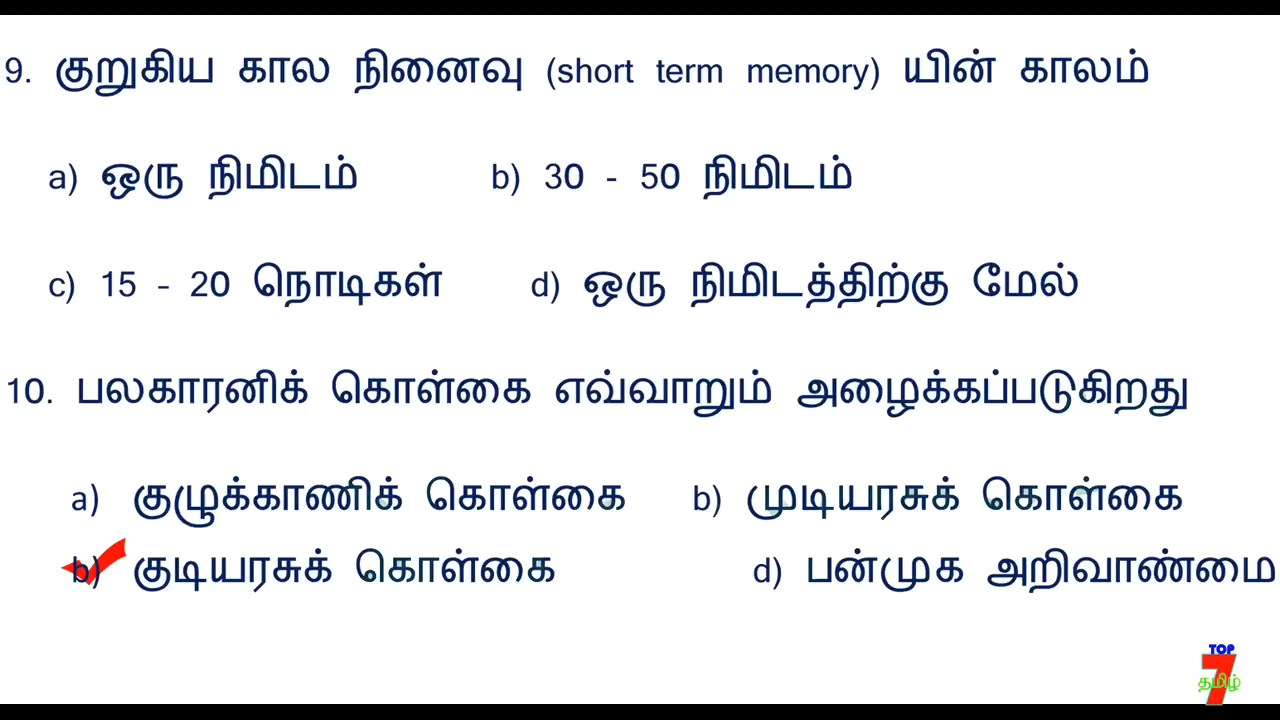 9. குறுகிய கால நினைவு (short term memory) யின் காலம்
a) ஒரு நிமிடம் b) 30 - 50 நிமிடம்
c) 15 - 20 நொடிகள் d) ஒரு நிமிடத்திற்கு மேல்
10. பலகாரனிக் கொள்கை எவ்வாறும் அழைக்கப்படுகிறது
a) குழுக்காணிக் கொள்கை b) முடியரசுக் கொள்கை
b) குடியரசுக் கொள்கை d) பன்முக அறிவாண்மை
TOP
7
தமிழ்